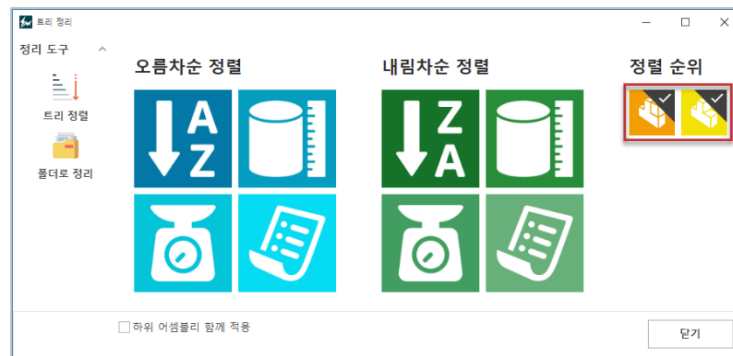 트리 정리
정리 도구
트리 정렬
폴더로 정리
오름차순 정렬
A
Z
내림차순 정렬
Z
A
정렬 순위
하위 어셈블리 함께 적용
닫기